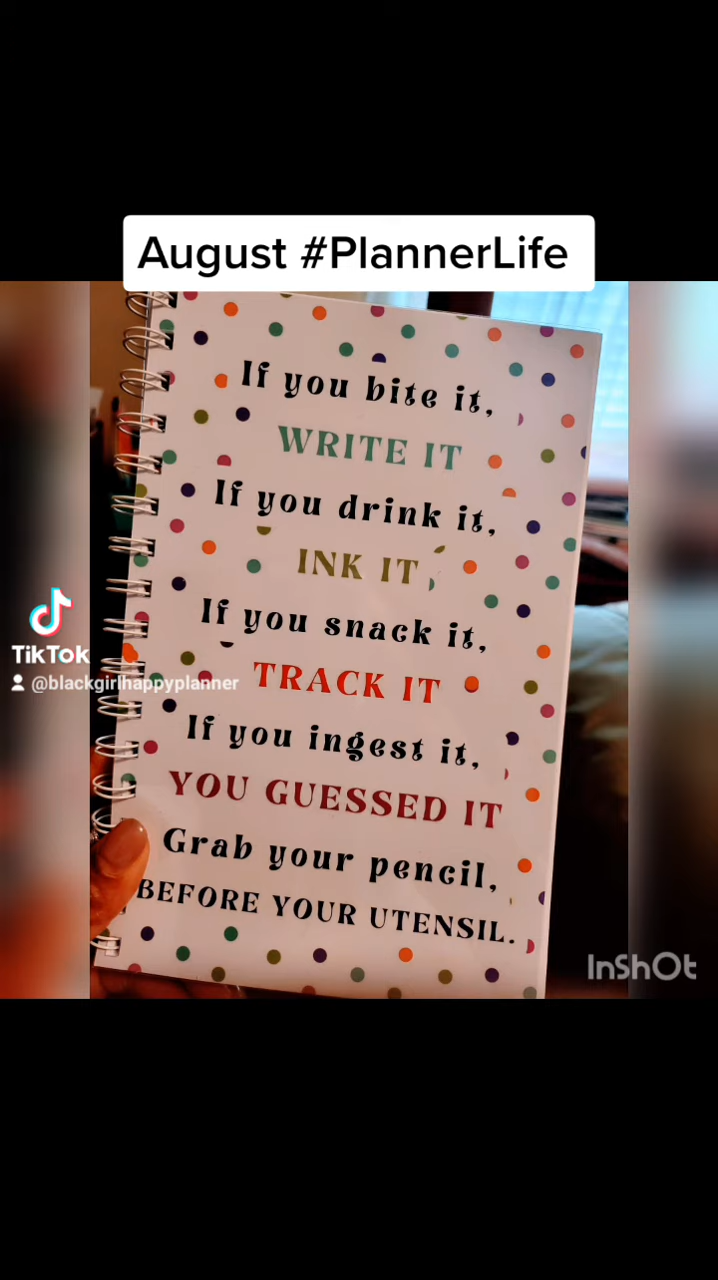 August #PlannerLife
If you bite it,
WRITE IT
If you drink it,
INK IT
If you snack it,
TRACK IT
If you ingest it,
YOU GUESSED IT
Grab your pencil,
BEFORE YOUR UTENSIL.
TikTok
@blackgirlhappyplanner
InShOt